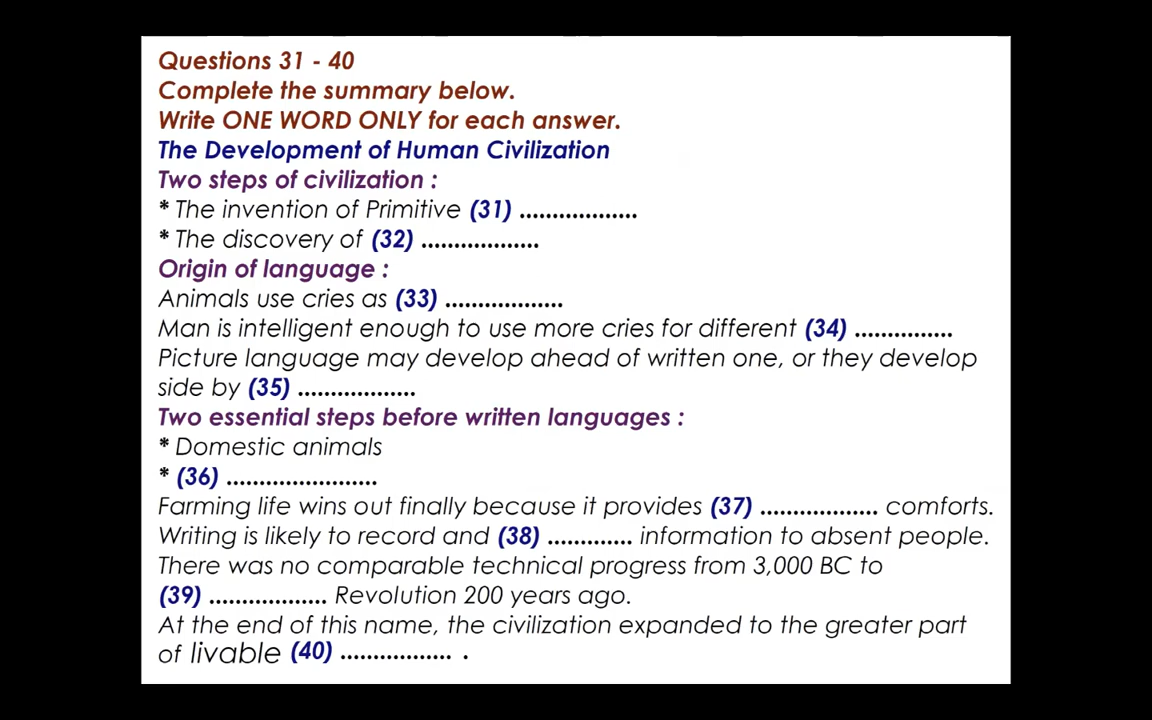 Questions 31 - 40
Complete the summary below.
Write ONE WORD ONLY for each answer.
The Development of Human Civilization
Two steps of civilization :
* The invention of Primitive (31) ..................
* The discovery of (32) ..................
Origin of language :
Animals use cries as (33) ..................
Man is intelligent enough to use more cries for different (34) ...............
Picture language may develop ahead of written one, or they develop
side by (35) ..................
Two essential steps before written languages :
* Domestic animals
* (36) .......................
Farming life wins out finally because it provides (37) .................. comforts.
Writing is likely to record and (38) ............. information to absent people.
There was no comparable technical progress from 3,000 BC to
(39) .................. Revolution 200 years ago.
At the end of this name, the civilization expanded to the greater part
of livable (40) ................. .